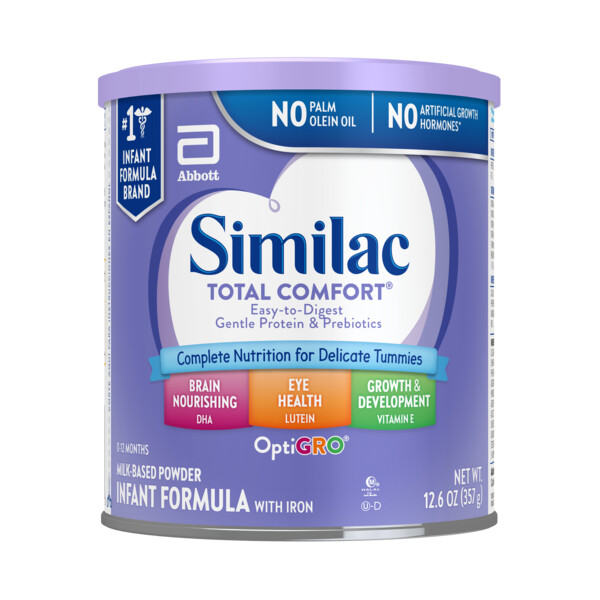 NO PALM
OLEIN OIL
NO ARTIFICIAL GROWTH
HORMONES*
#1
INFANT
FORMULA
BRAND
Abbott
Similac
TOTAL COMFORT®
Easy-to-Digest
Gentle Protein & Prebiotics
Complete Nutrition for Delicate Tummies
BRAIN
NOURISHING
DHA
EYE
HEALTH
LUTEIN
GROWTH &
DEVELOPMENT
VITAMIN E
OptiGRO®
0-12 MONTHS
MILK-BASED POWDER
INFANT FORMULA WITH IRON
HALAL
U-D
NET WT.
12.6 OZ (357 g)